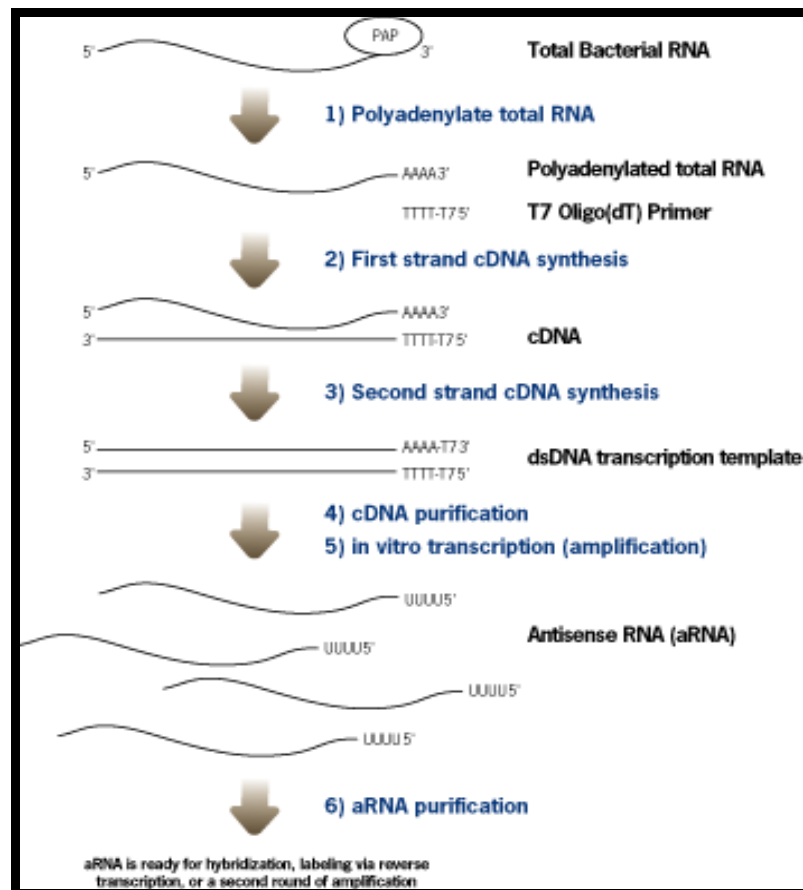 PAP
5' 3' Total Bacterial RNA
1) Polyadenylate total RNA
5' AAAA3' Polyadenylated total RNA
TTTT-T7 5' T7 Oligo(dT) Primer
2) First strand cDNA synthesis
5' AAAA3'
3' TTTT-T7 5' cDNA
3) Second strand cDNA synthesis
5' AAAA-T7 3'
3' TTTT-T7 5' dsDNA transcription template
4) cDNA purification
5) in vitro transcription (amplification)
UUUU5'
Antisense RNA (aRNA)
UUUU5'
UUUU5'
UUUU5'
6) aRNA purification
aRNA is ready for hybridization, labeling via reverse
transcription, or a second round of amplification